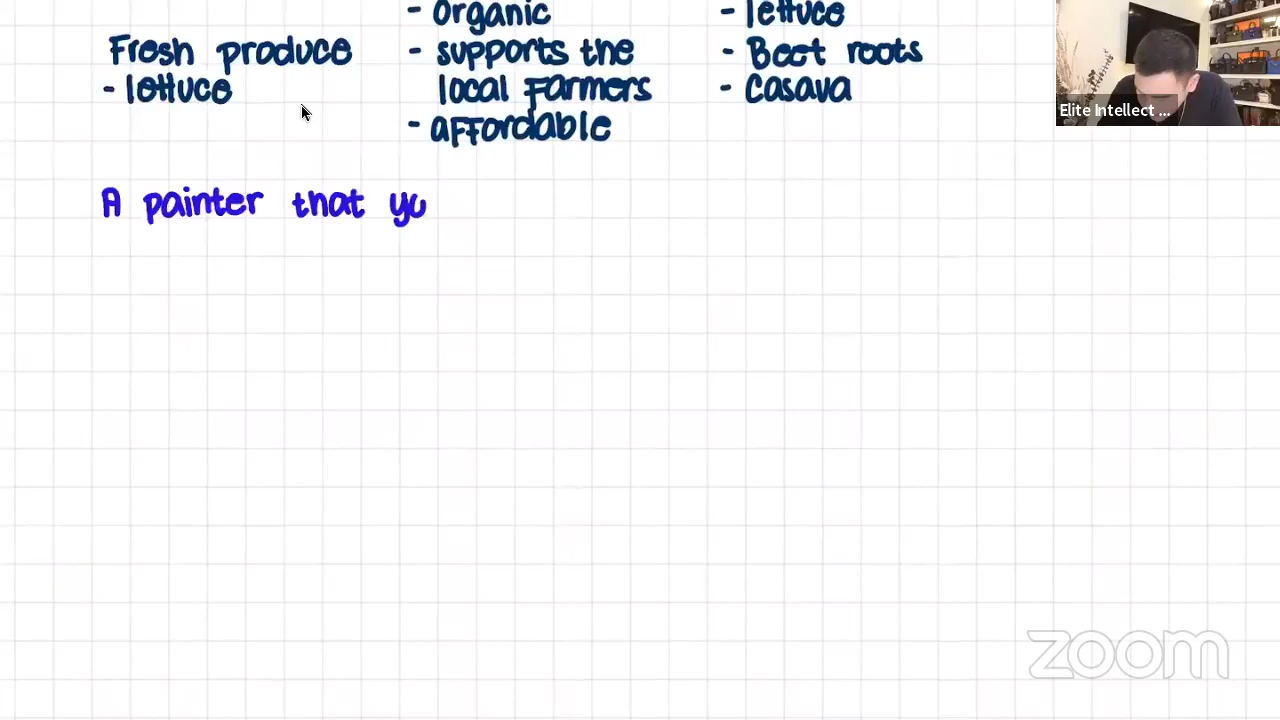 - organic
- lettuce
Fresh produce
- supports the
- Beet roots
- lettuce
local Farmers
- Casava
- aFFordable
A painter that yo
Elite Intellect ...
zoom